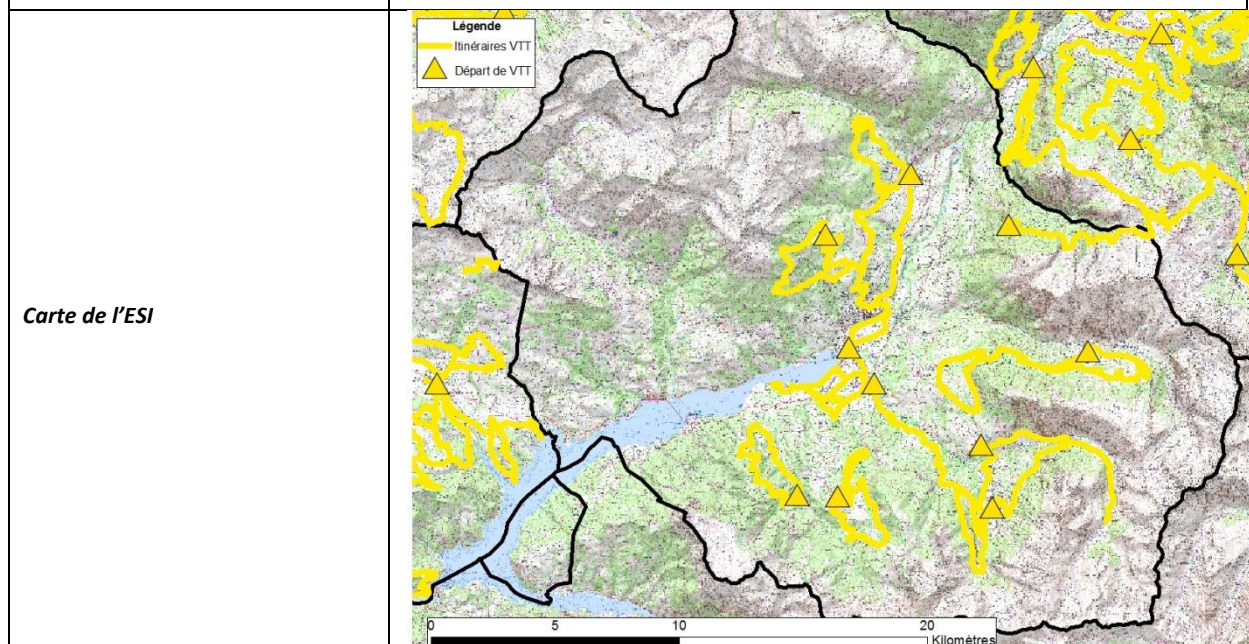 Carte de l'ESI
Légende
Itinéraires VTT
Départ de VTT
0 5 10 20
Kilomètres